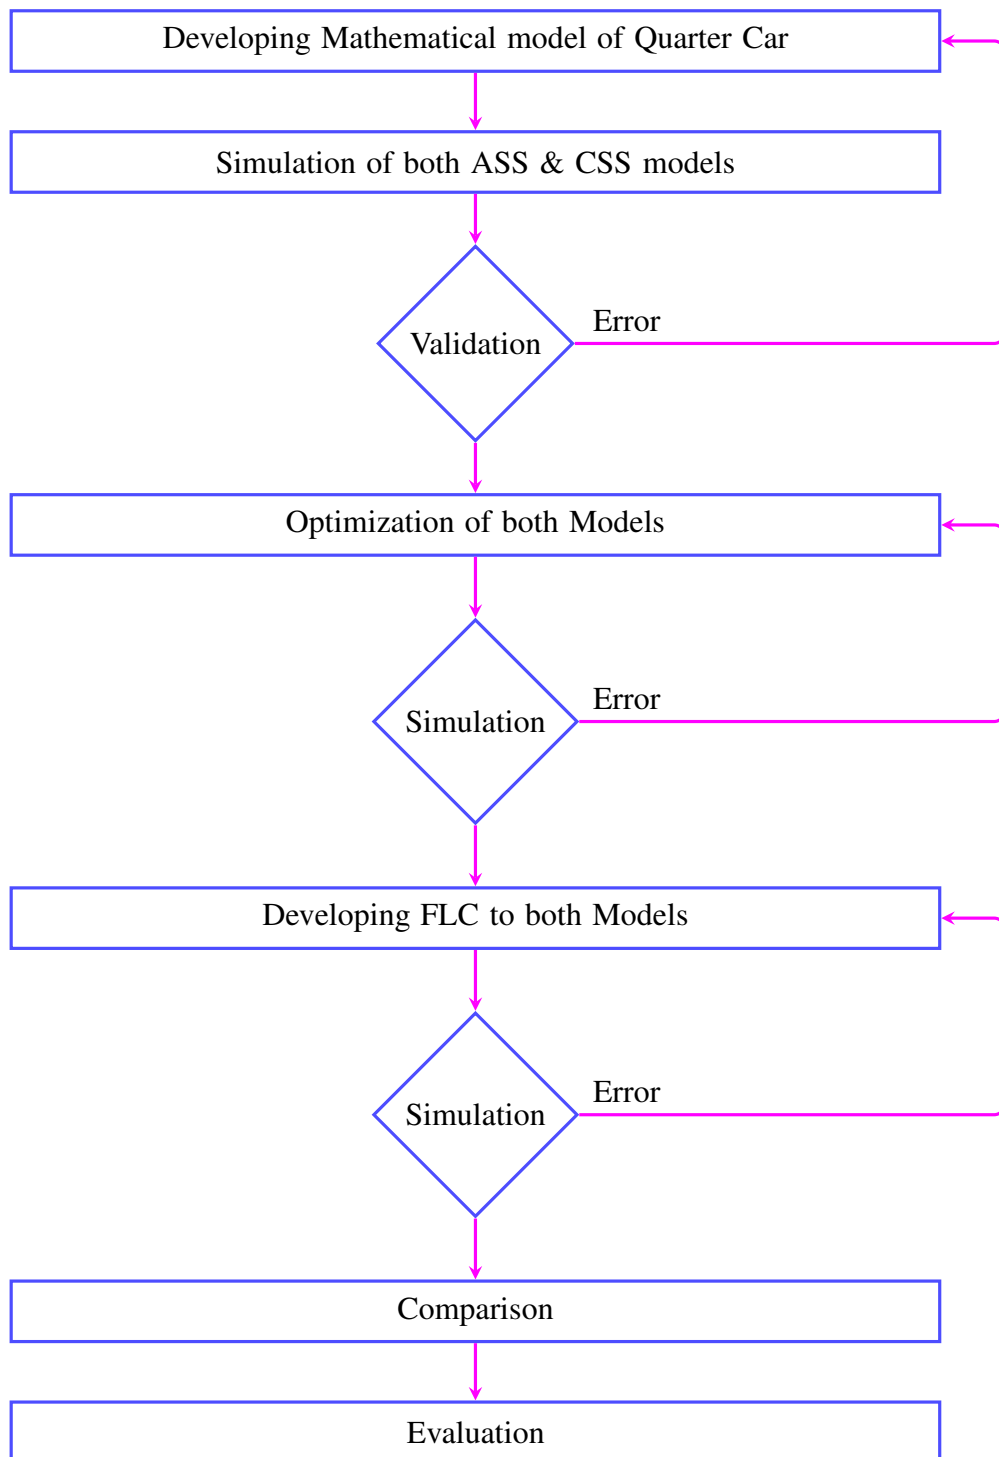 Developing Mathematical model of Quarter Car
Simulation of both ASS & CSS models
Error
Validation
Optimization of both Models
Error
Simulation
Developing FLC to both Models
Error
Simulation
Comparison
Evaluation